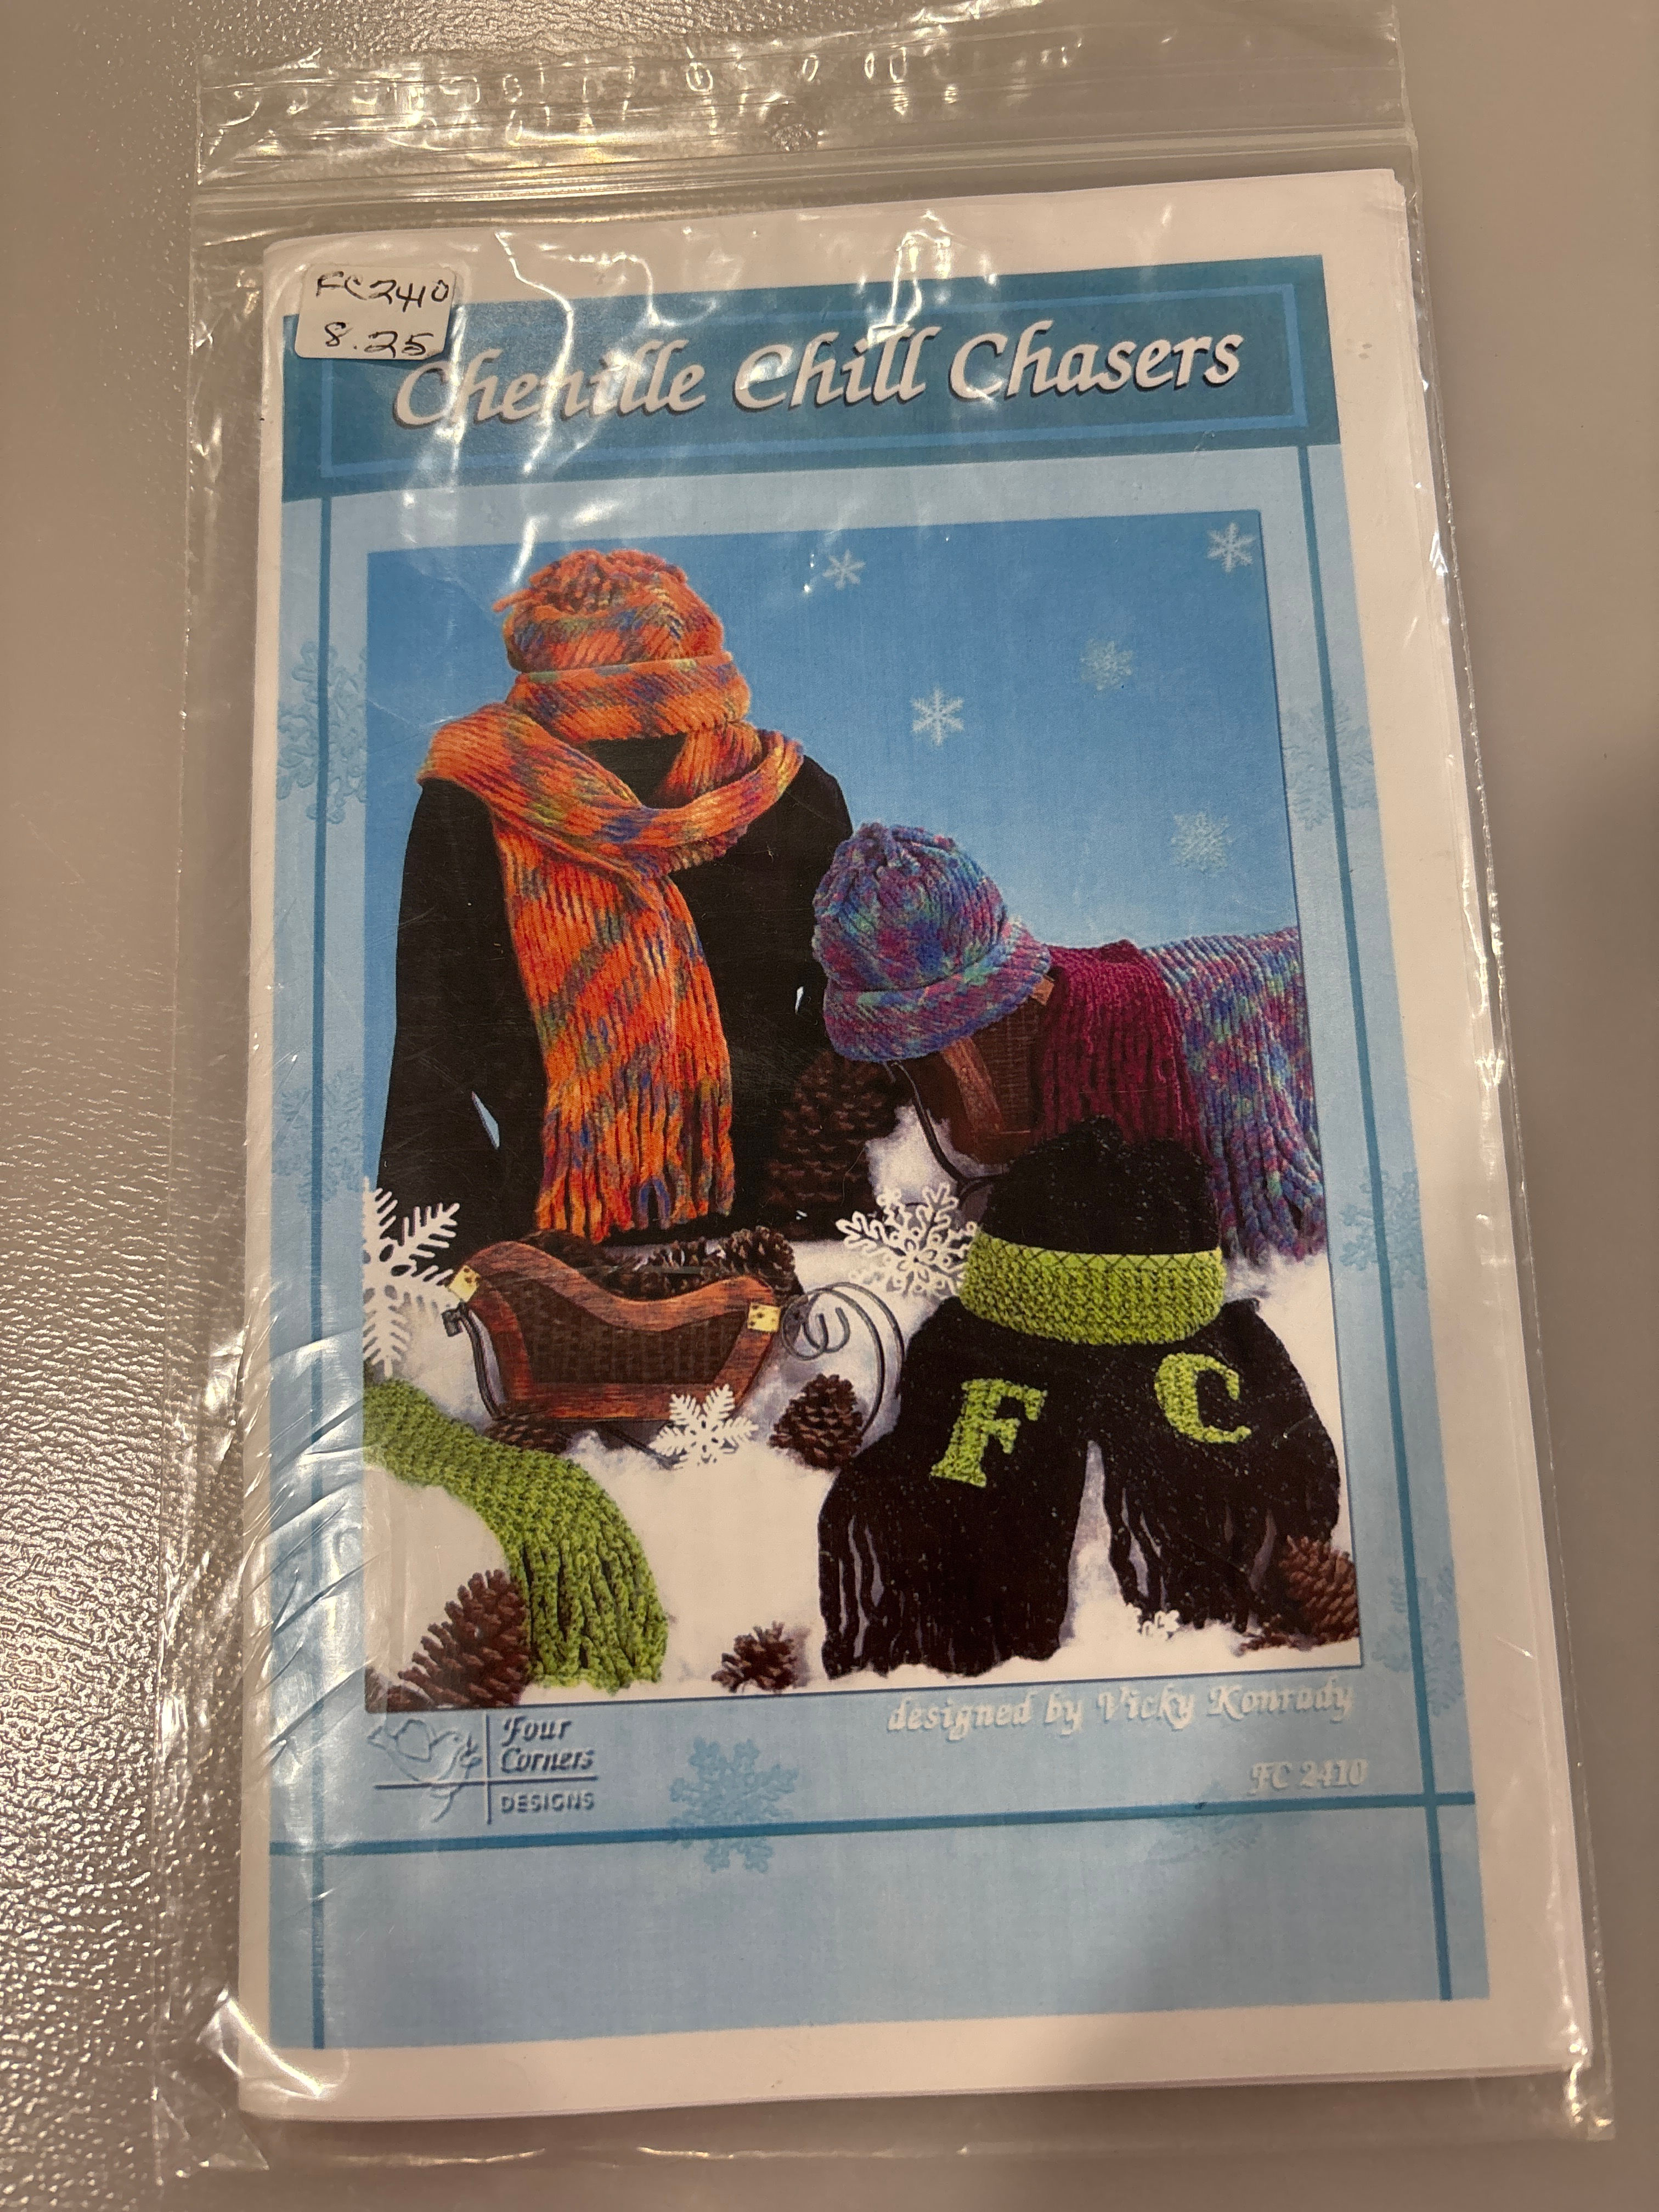 FC2410
8.25
Chenille Chill Chasers
F C
designed by Vicky Konrady
FC 2410
Four
Corners
DESIGNS